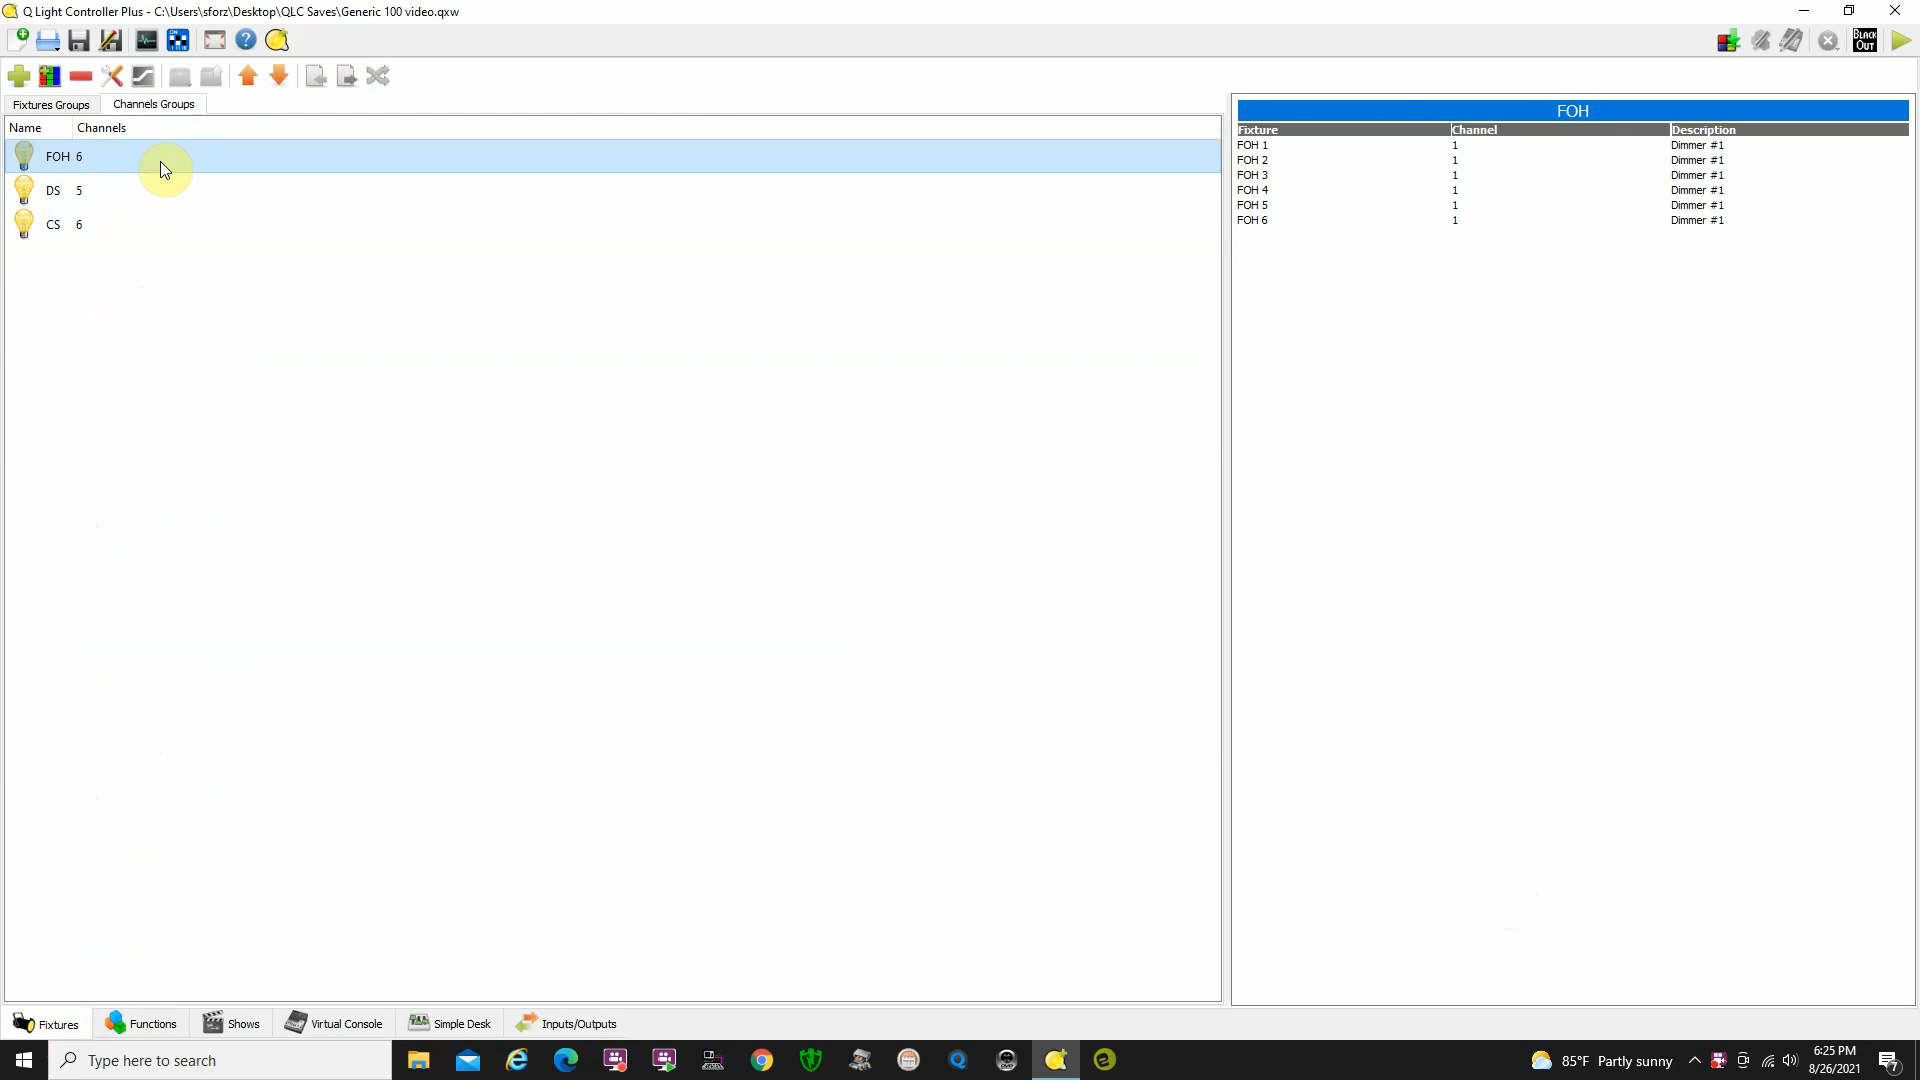 Q Light Controller Plus - C:\Users\sforz\Desktop\QLC Saves\Generic 100 video.qxw
BLACK
OUT
Fixtures Groups Channels Groups
Name Channels
FOH 6
DS 5
CS 6
FOH
Fixture Channel Description
FOH 1 1 Dimmer #1
FOH 2 1 Dimmer #1
FOH 3 1 Dimmer #1
FOH 4 1 Dimmer #1
FOH 5 1 Dimmer #1
FOH 6 1 Dimmer #1
Fixtures Functions Shows Virtual Console Simple Desk Inputs/Outputs
Type here to search
85°F Partly sunny
6:25 PM
8/26/2021
7